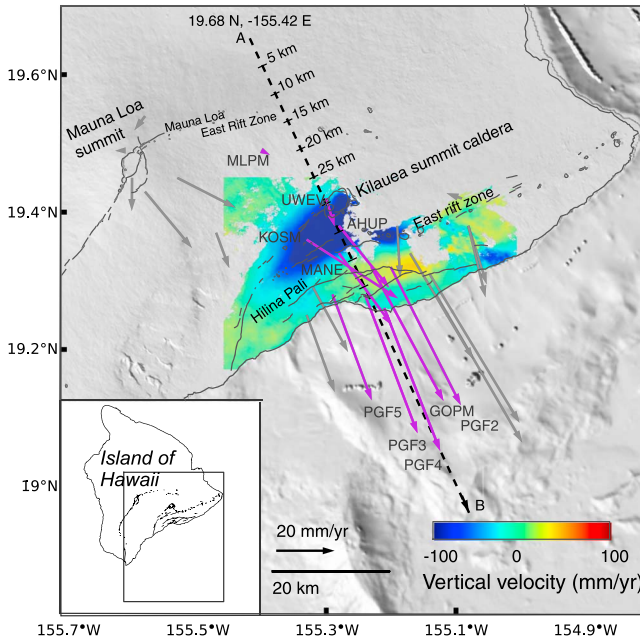 19.68 N, -155.42 E
A
5 km
10 km
15 km
20 km
25 km
19.6°N
Mauna Loa
summit
Mauna Loa
East Rift Zone
MLPM
Kilauea summit caldera
UWEV
19.4°N
AHUP
East rift zone
KOSM
MANE
Hilina Pali
19.2°N
PGF5
GOPM
PGF2
PGF3
PGF4
Island of
Hawaii
19°N
B
20 mm/yr
20 km
-100
0
100
Vertical velocity (mm/yr)
155.7°W
155.5°W
155.3°W
155.1°W
154.9°W